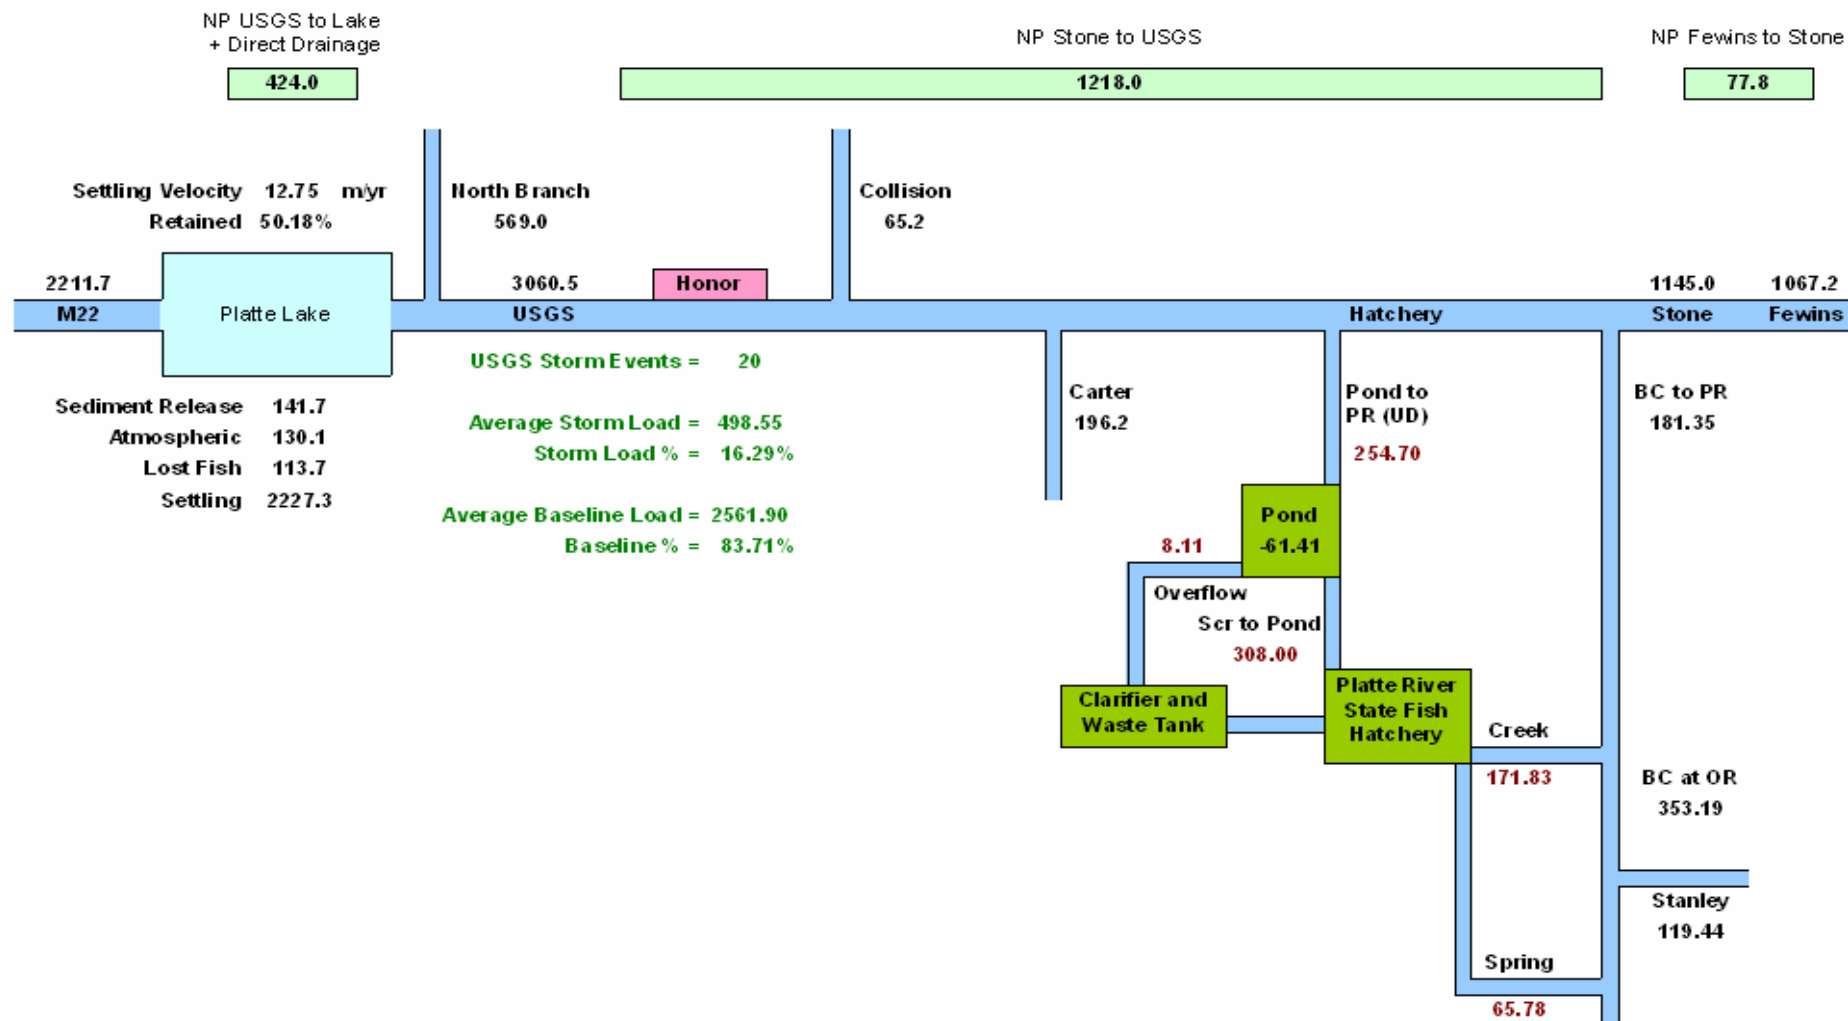 NP USGS to Lake
+ Direct Drainage
424.0
NP Stone to USGS
1218.0
NP Fewins to Stone
77.8
Settling Velocity 12.75 m/yr
Retained 50.18%
North Branch
569.0
Collision
65.2
2211.7
M22
Platte Lake
3060.5
USGS
Honor
Hatchery
1145.0
Stone
1067.2
Fewins
Sediment Release 141.7
Atmospheric 130.1
Lost Fish 113.7
Settling 2227.3
USGS Storm Events = 20
Average Storm Load = 498.55
Storm Load % = 16.29%
Average Baseline Load = 2561.90
Baseline % = 83.71%
Carter
196.2
Pond to
PR (UD)
254.70
BC to PR
181.35
Pond
-61.41
8.11
Overflow
Scr to Pond
308.00
Clarifier and
Waste Tank
Platte River
State Fish
Hatchery
Creek
171.83
BC at OR
353.19
Stanley
119.44
Spring
65.78